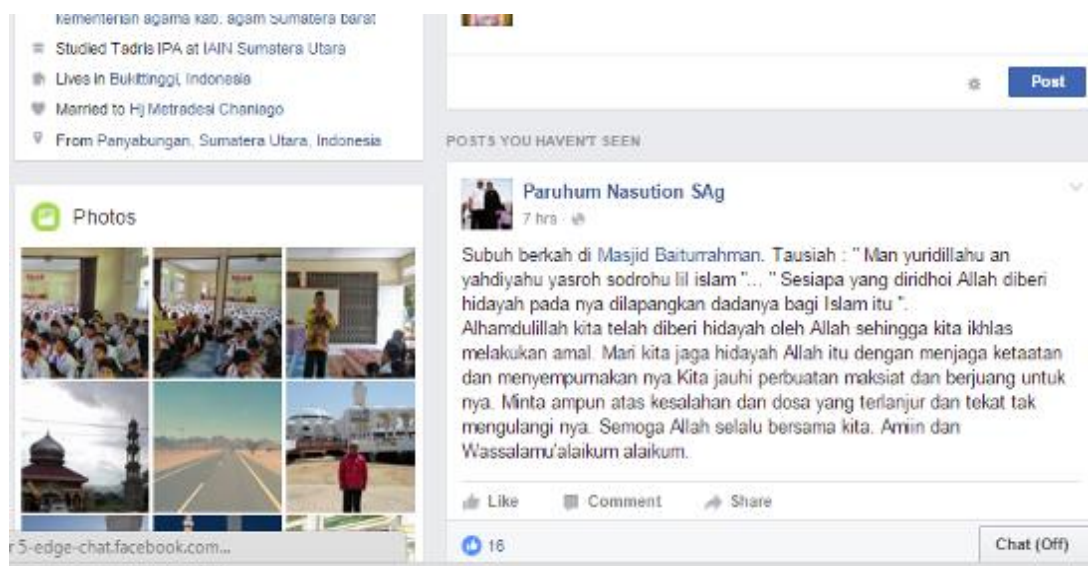 kementerian agama kab. agam Sumatera barat
Studied Tadris IPA at IAIN Sumatera Utara
Lives in Bukittinggi, Indonesia
Married to Hj Metradesi Chaniago
From Panyabungan, Sumatera Utara, Indonesia
Photos
r 5-edge-chat.facebook.com...
Post
POSTS YOU HAVEN'T SEEN
Paruhum Nasution SAg
7 hrs ·
Subuh berkah di Masjid Baiturrahman. Tausiah : " Man yuridillahu an
yahdiyahu yasroh sodrohu lil islam "... " Sesiapa yang diridhoi Allah diberi
hidayah pada nya dilapangkan dadanya bagi Islam itu ".
Alhamdulillah kita telah diberi hidayah oleh Allah sehingga kita ikhlas
melakukan amal. Mari kita jaga hidayah Allah itu dengan menjaga ketaatan
dan menyempurnakan nya.Kita jauhi perbuatan maksiat dan berjuang untuk
nya. Minta ampun atas kesalahan dan dosa yang terlanjur dan tekat tak
mengulangi nya. Semoga Allah selalu bersama kita. Amiin dan
Wassalamu'alaikum alaikum.
Like Comment Share
16
Chat (Off)